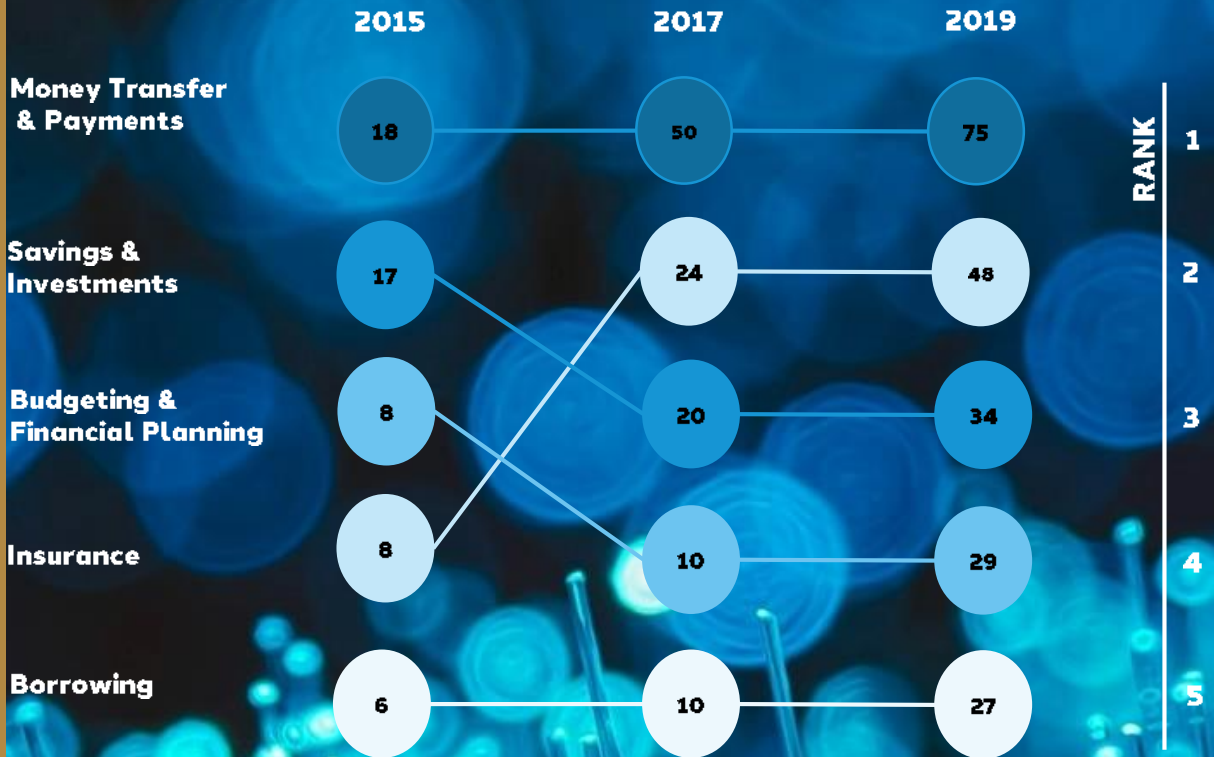 2015 2017 2019
Money Transfer
& Payments
18 50 75
RANK
1
Savings &
Investments
17 24 48
2
Budgeting &
Financial Planning
8 20 34
3
Insurance
8 10 29
4
Borrowing
6 10 27
5